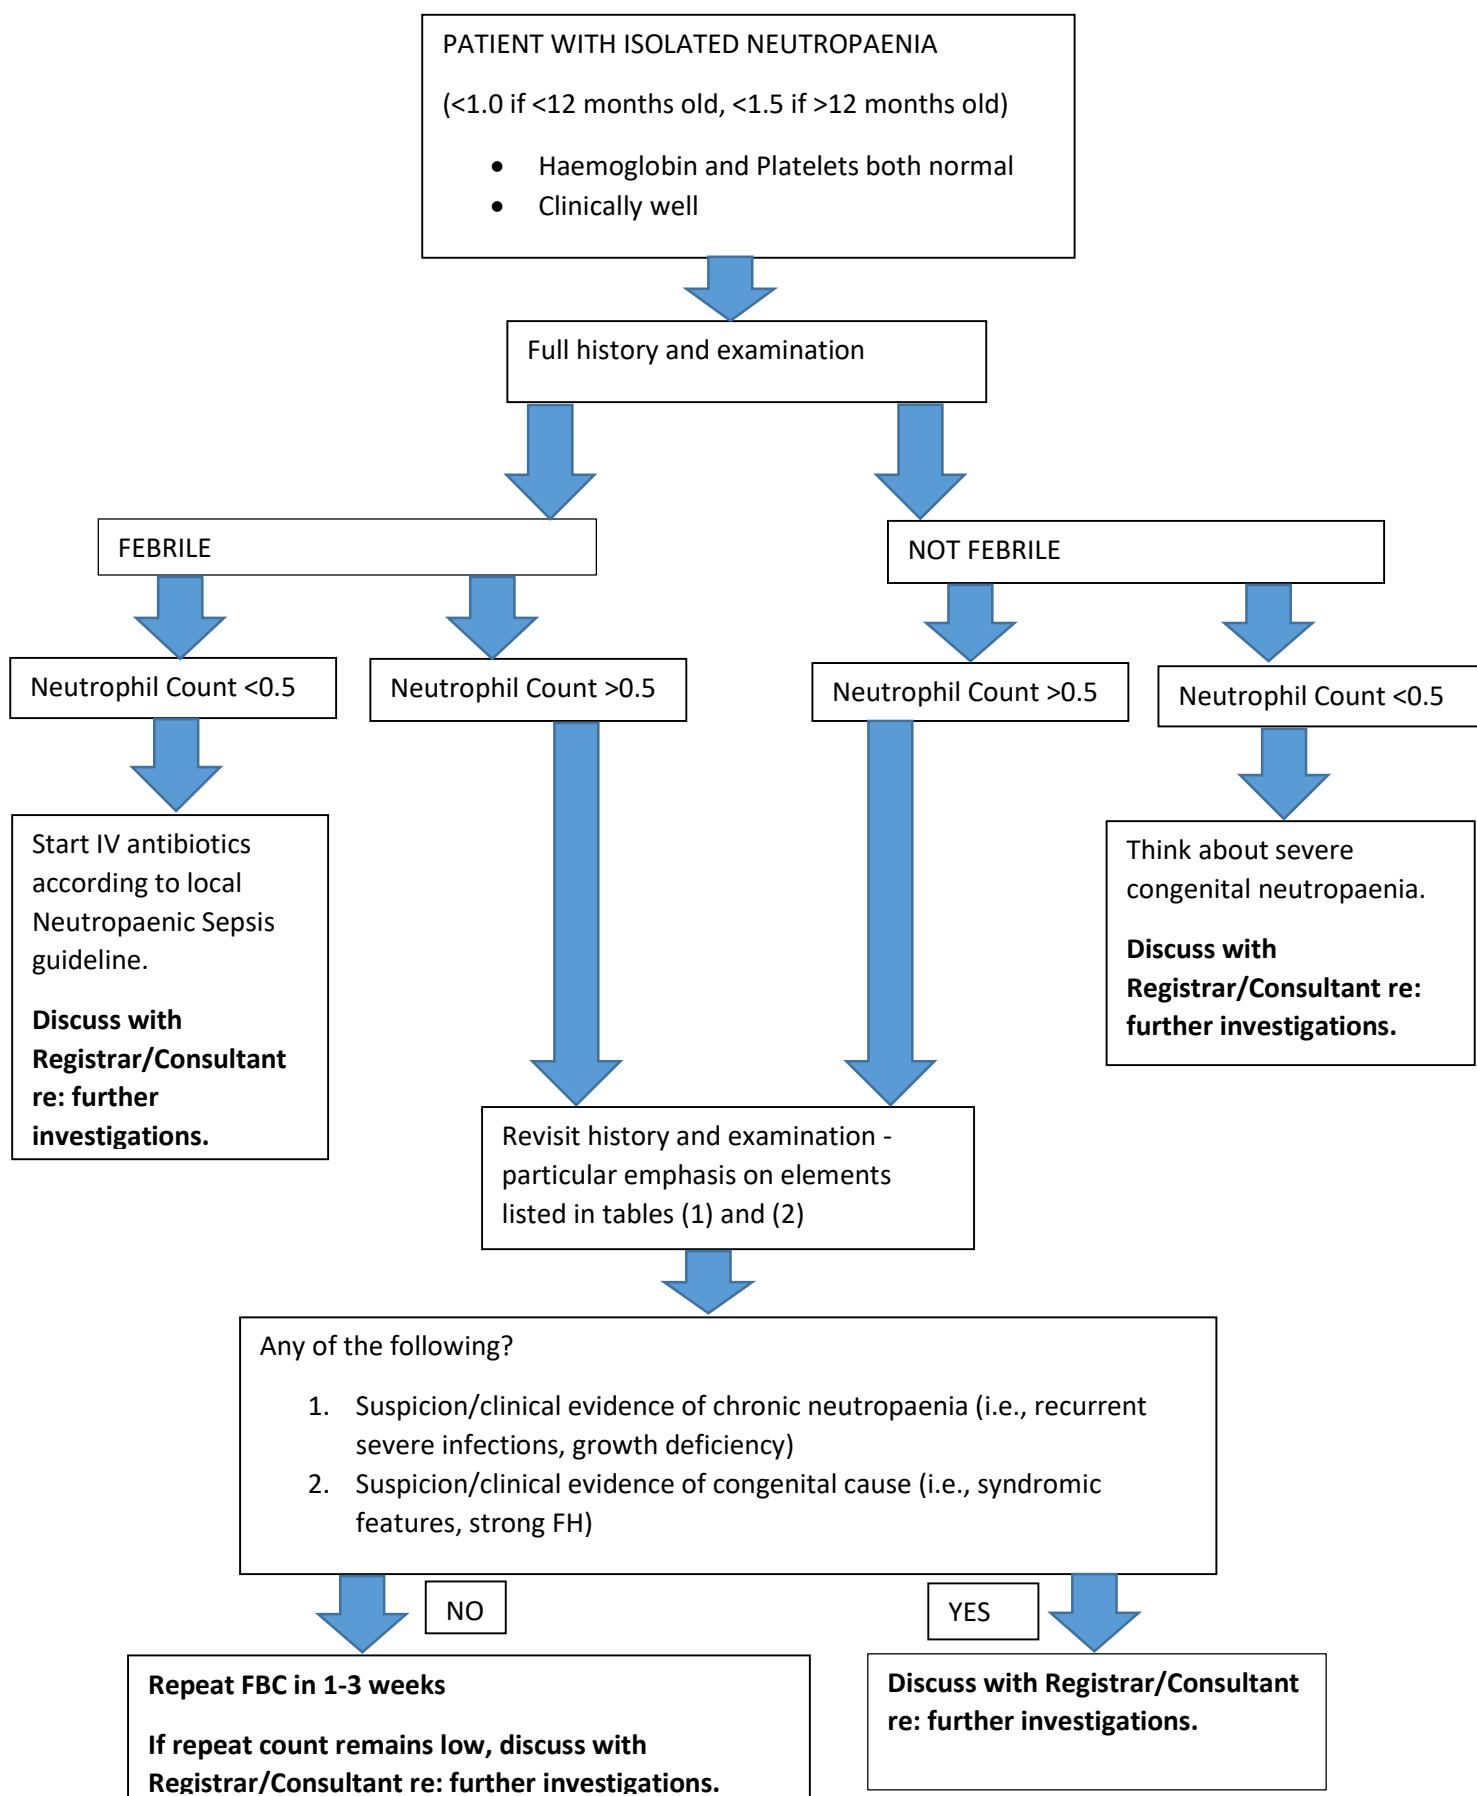 PATIENT WITH ISOLATED NEUTROPAENIA
(<1.0 if <12 months old, <1.5 if >12 months old)
• Haemoglobin and Platelets both normal
• Clinically well
Full history and examination
FEBRILE
NOT FEBRILE
Neutrophil Count <0.5
Neutrophil Count >0.5
Neutrophil Count >0.5
Neutrophil Count <0.5
Start IV antibiotics
according to local
Neutropaenic Sepsis
guideline.
Discuss with
Registrar/Consultant
re: further
investigations.
Think about severe
congenital neutropaenia.
Discuss with
Registrar/Consultant re:
further investigations.
Revisit history and examination -
particular emphasis on elements
listed in tables (1) and (2)
Any of the following?
1. Suspicion/clinical evidence of chronic neutropaenia (i.e., recurrent
severe infections, growth deficiency)
2. Suspicion/clinical evidence of congenital cause (i.e., syndromic
features, strong FH)
NO
YES
Repeat FBC in 1-3 weeks
If repeat count remains low, discuss with
Registrar/Consultant re: further investigations.
Discuss with Registrar/Consultant
re: further investigations.